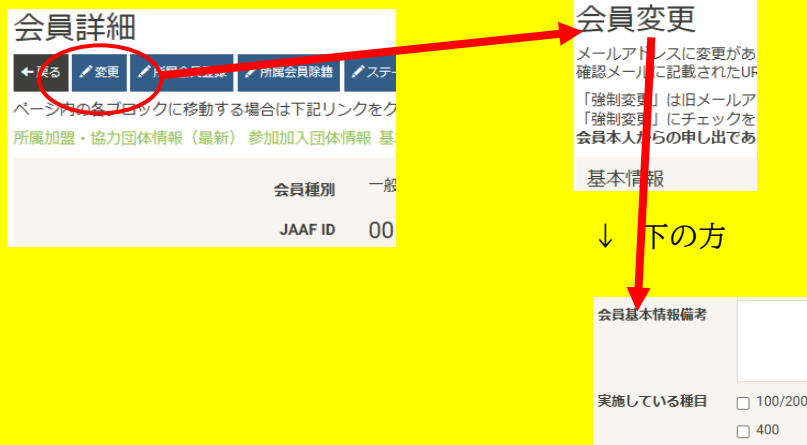 会員詳細
戻る 変更 所属会員登録 所属会員除籍
ページ内の各ブロックに移動する場合は下記リンクをク
所属加盟・協力団体情報（最新） 参加加入団体情報
会員種別 一般
JAAF ID 00
会員変更
メールアドレスに変更があ
確認メールに記載されたUR
「強制変更」は旧メールア
「強制変更」にチェックを
会員本人からの申し出であ
基本情報
↓ 下の方
会員基本情報備考
実施している種目 100/200
400